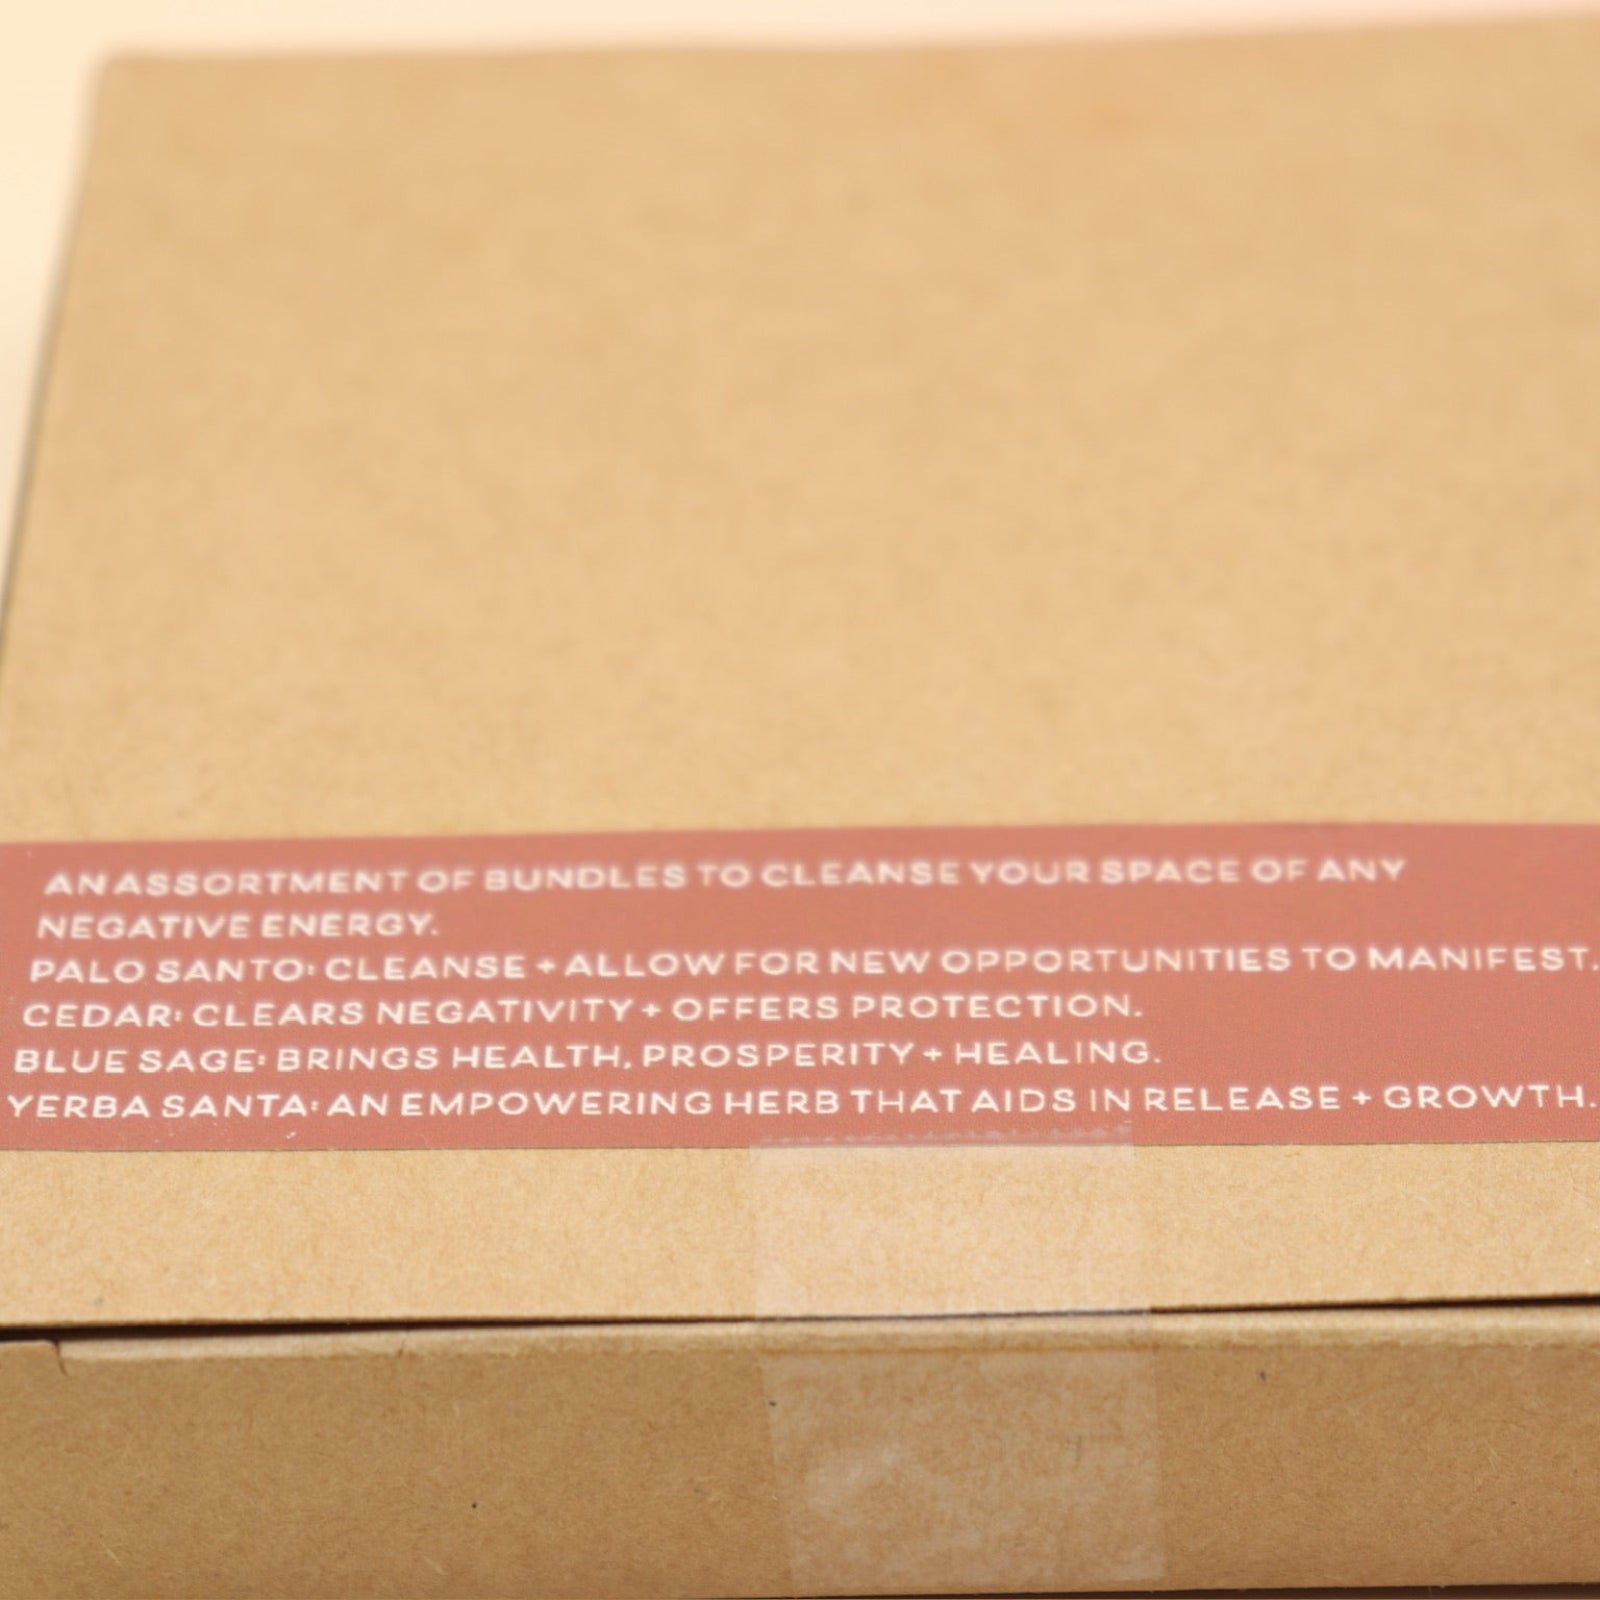 AN ASSORTMENT OF BUNDLES TO CLEANSE YOUR SPACE OF ANY
NEGATIVE ENERGY.
PALO SANTO: CLEANSE + ALLOW FOR NEW OPPORTUNITIES TO MANIFEST.
CEDAR: CLEARS NEGATIVITY + OFFERS PROTECTION.
BLUE SAGE: BRINGS HEALTH, PROSPERITY + HEALING.
YERBA SANTA: AN EMPOWERING HERB THAT AIDS IN RELEASE + GROWTH.